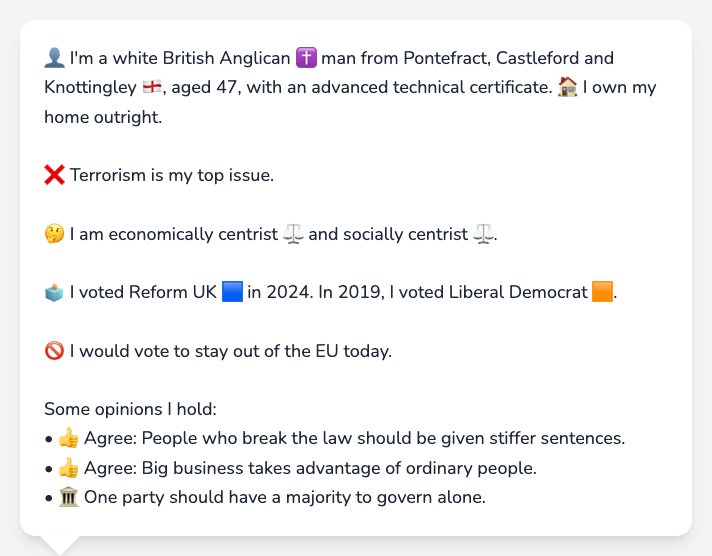 👤 I'm a white British Anglican ✝️ man from Pontefract, Castleford and
Knottingley 🏴󠁧󠁢󠁥󠁮󠁧󠁿, aged 47, with an advanced technical certificate. 🏠 I own my
home outright.
❌ Terrorism is my top issue.
🤔 I am economically centrist ⚖️ and socially centrist ⚖️.
🗳️ I voted Reform UK 🟦 in 2024. In 2019, I voted Liberal Democrat 🟧.
🚫 I would vote to stay out of the EU today.
Some opinions I hold:
• 👍 Agree: People who break the law should be given stiffer sentences.
• 👍 Agree: Big business takes advantage of ordinary people.
• 🏛️ One party should have a majority to govern alone.